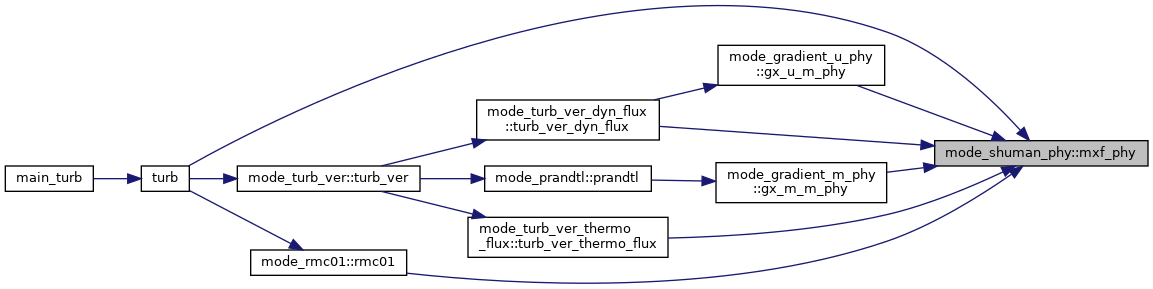 mode_gradient_u_phy
::gx_u_m_phy
mode_turb_ver_dyn_flux
::turb_ver_dyn_flux
mode_shuman_phy::mxf_phy
main_turb
turb
mode_turb_ver::turb_ver
mode_prandtl::prandtl
mode_gradient_m_phy
::gx_m_m_phy
mode_turb_ver_thermo
_flux::turb_ver_thermo_flux
mode_rmc01::rmc01